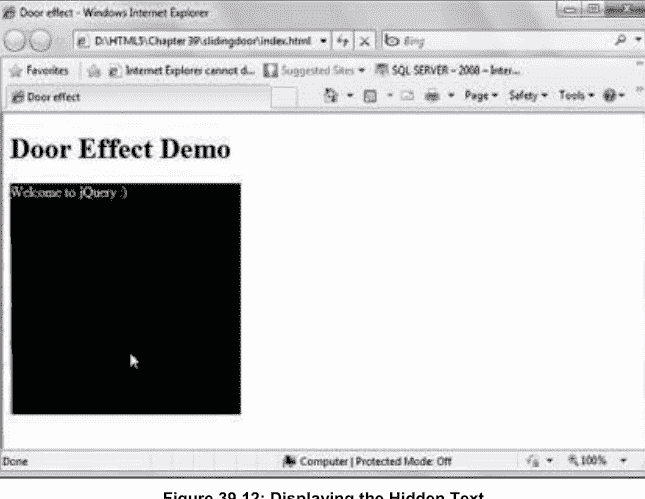 Door effect - Windows Internet Explorer
D:\HTML5\Chapter 39\slidingdoor\index.html
Bing
Favorites
Internet Explorer cannot d...
Suggested Sites
SQL SERVER – 2008 – Inter...
Door effect
Page
Safety
Tools
Door Effect Demo
Welcome to jQuery :)
Done
Computer | Protected Mode: Off
100%
Figure 39.12: Displaying the Hidden Text